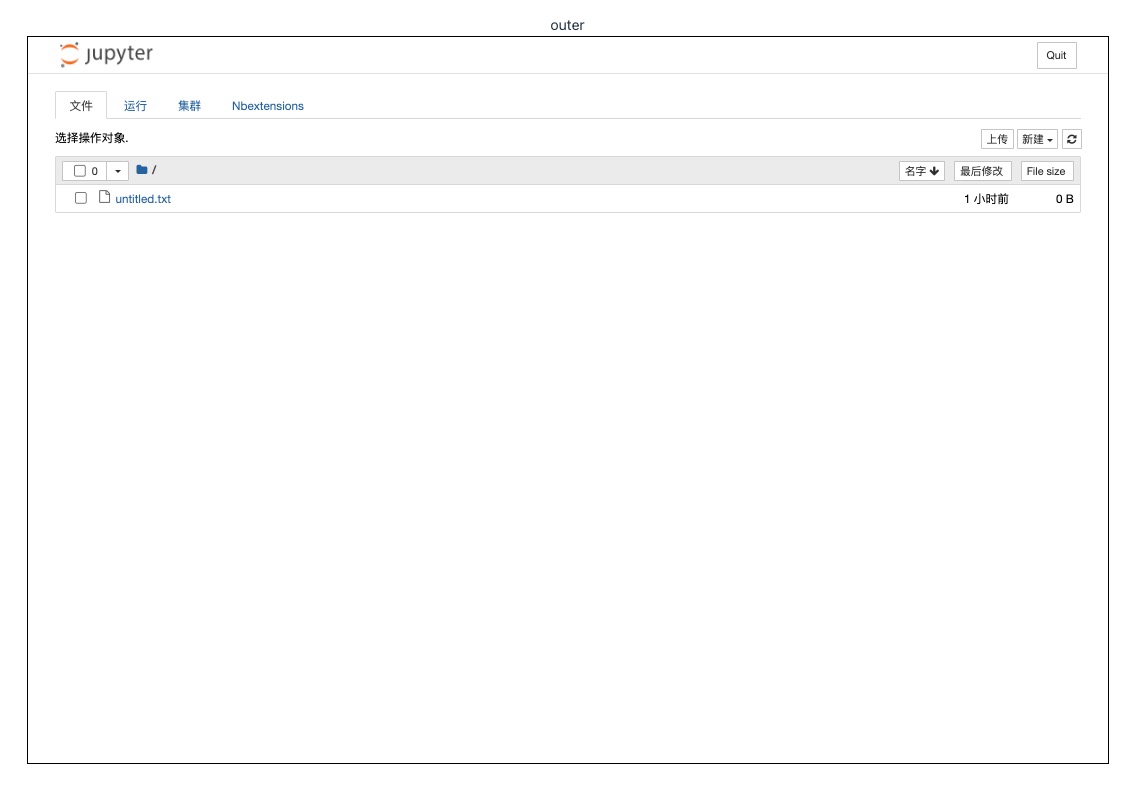 outer
jupyter
Quit
文件 运行 集群 Nbextensions
选择操作对象.
上传 新建
0 / 名字 最后修改 File size
untitled.txt 1 小时前 0 B